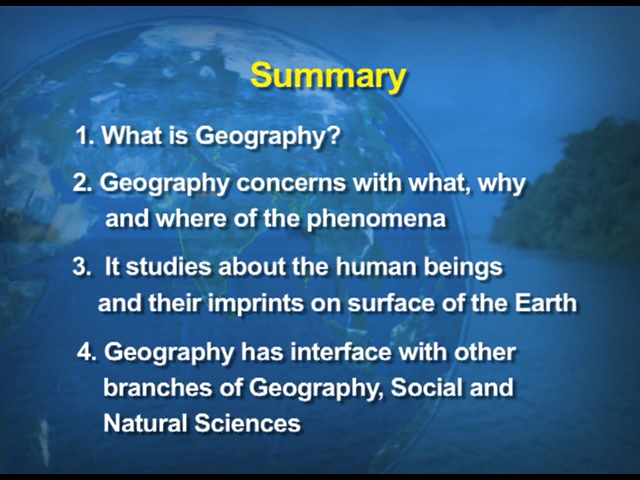 Summary
1. What is Geography?
2. Geography concerns with what, why
and where of the phenomena
3. It studies about the human beings
and their imprints on surface of the Earth
4. Geography has interface with other
branches of Geography, Social and
Natural Sciences